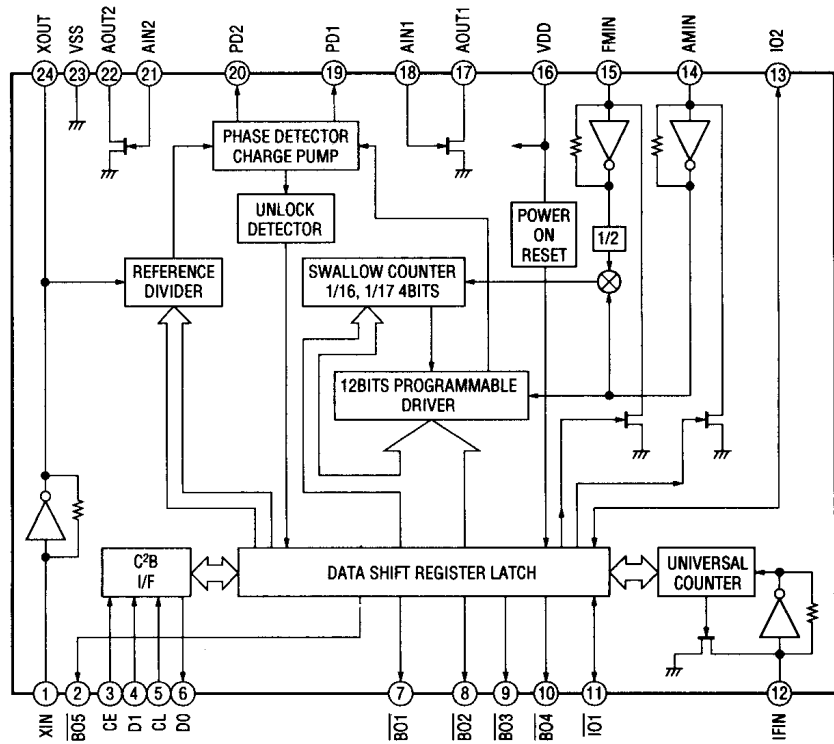 XOUT
VSS
AOUT2
AIN2
PD2
PD1
AIN1
AOUT1
VDD
FMIN
AMIN
IO2
24
23
22
21
20
19
18
17
16
15
14
13
PHASE DETECTOR
CHARGE PUMP
UNLOCK
DETECTOR
POWER
ON
RESET
1/2
REFERENCE
DIVIDER
SWALLOW COUNTER
1/16, 1/17 4BITS
12BITS PROGRAMMABLE
DRIVER
C²B
I/F
DATA SHIFT REGISTER LATCH
UNIVERSAL
COUNTER
1
2
3
4
5
6
7
8
9
10
11
12
XIN
BO5
CE
D1
CL
DO
BO1
BO2
BO3
BO4
IO1
IFIN